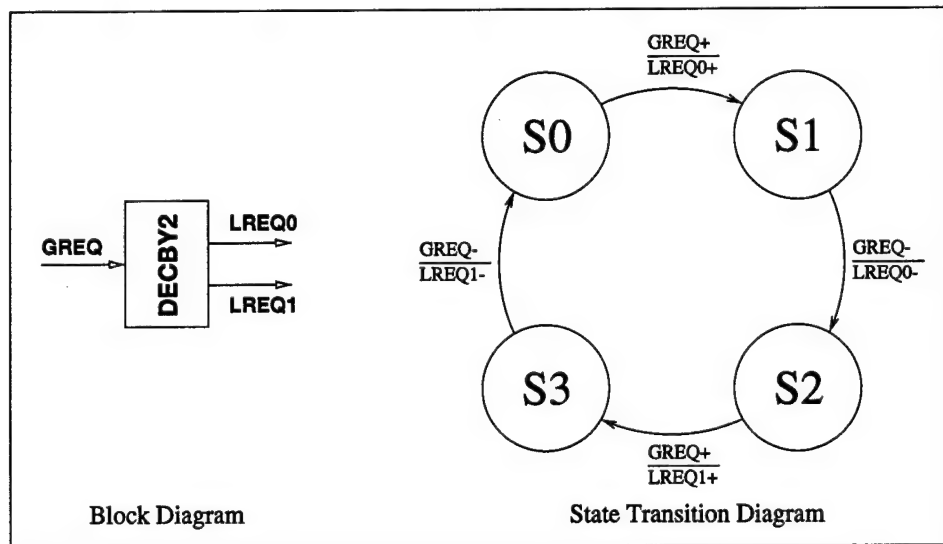 GREQ
DECBY2
LREQ0
LREQ1
Block Diagram
GREQ+
LREQ0+
S0
S1
GREQ-
LREQ1-
GREQ-
LREQ0-
S3
S2
GREQ+
LREQ1+
State Transition Diagram